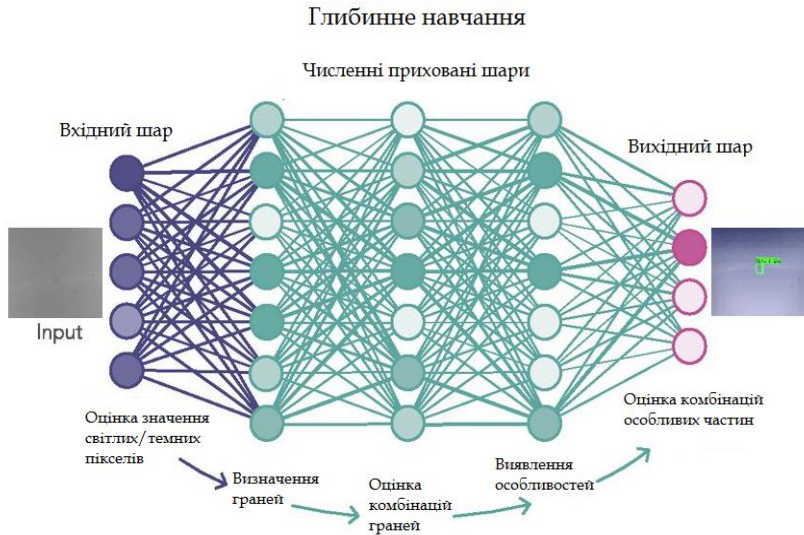 Глибинне навчання
Численні приховані шари
Вхідний шар
Вихідний шар
Input
Оцінка значення
світлих/темних
пікселів
Визначення
граней
Оцінка
комбінацій
граней
Виявлення
особливостей
Оцінка комбінацій
особливих частин